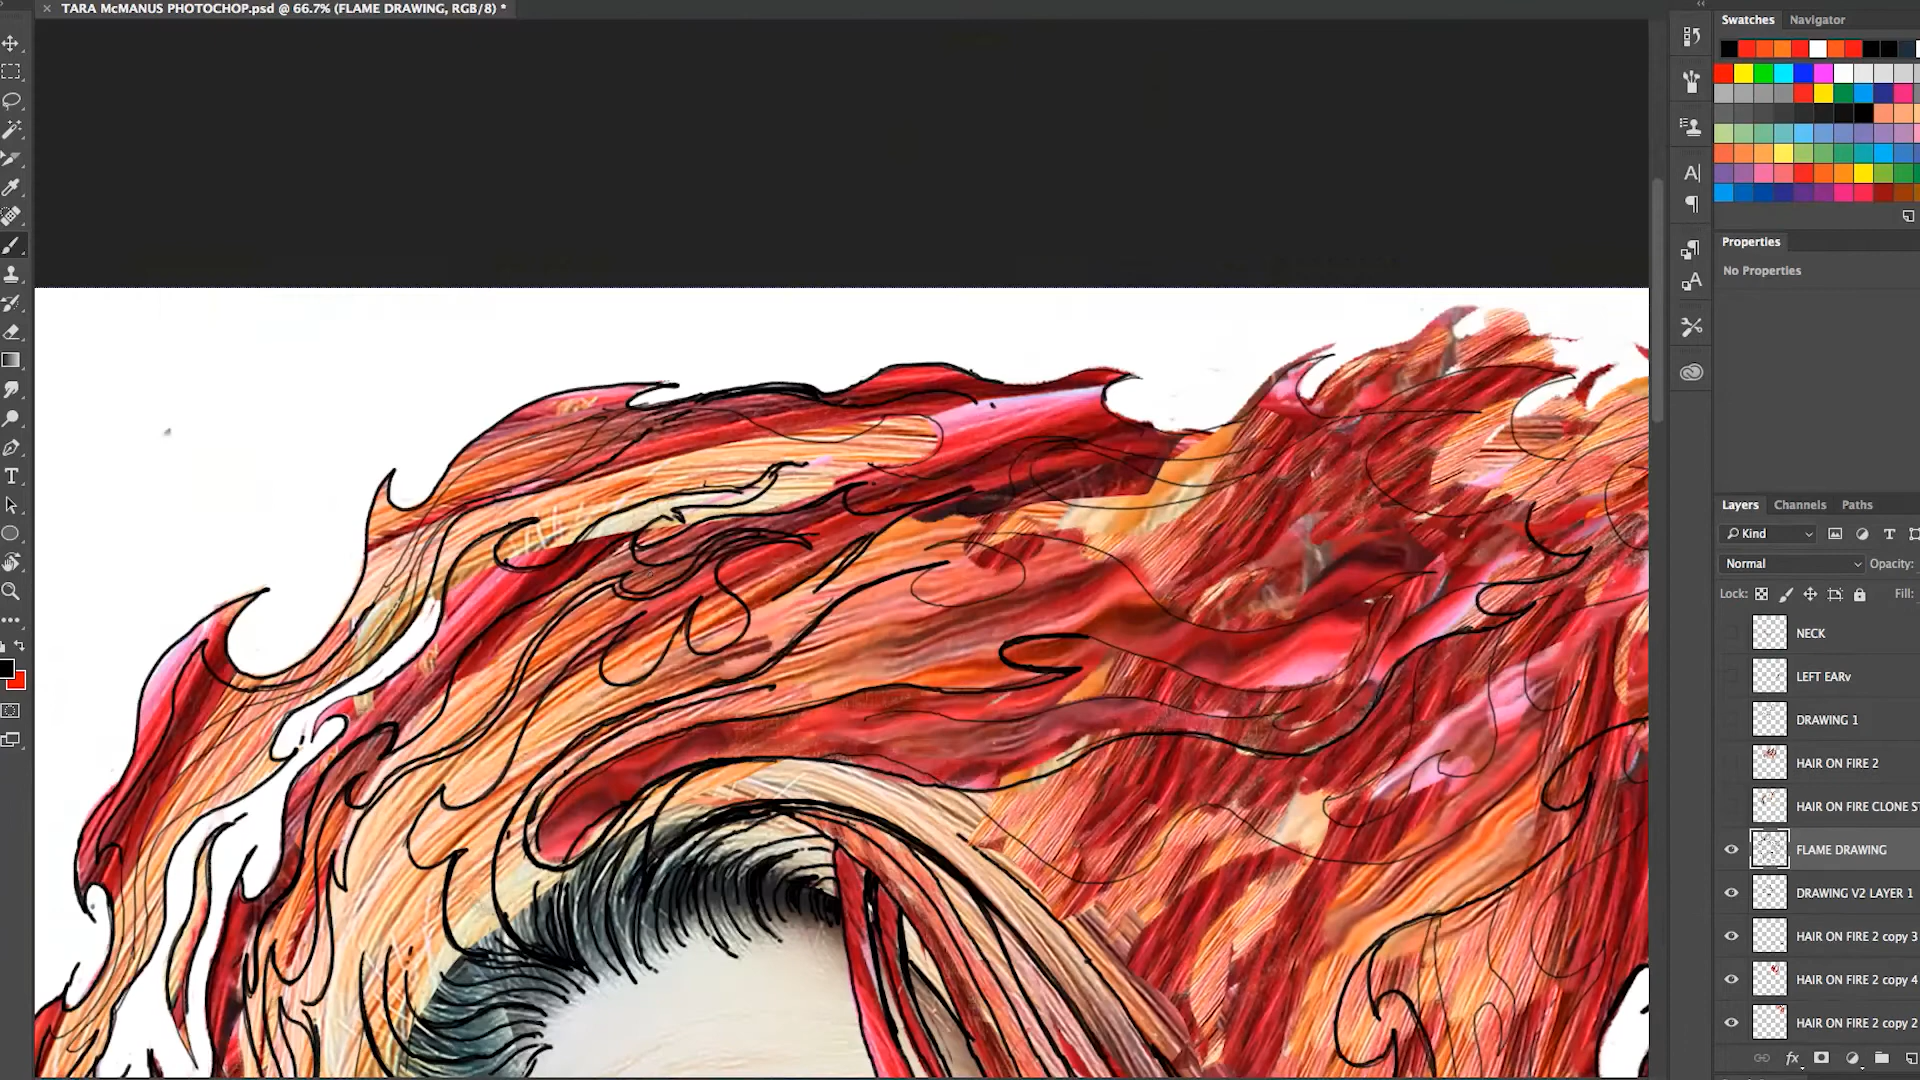 TARA McMANUS PHOTOCHOP.psd @ 66.7% (FLAME DRAWING, RGB/8) *
Swatches Navigator
Properties
No Properties
Layers Channels Paths
Kind
Normal Opacity:
Lock: Fill:
NECK
LEFT EARv
DRAWING 1
HAIR ON FIRE 2
HAIR ON FIRE CLONE ST
FLAME DRAWING
DRAWING V2 LAYER 1
HAIR ON FIRE 2 copy 3
HAIR ON FIRE 2 copy 4
HAIR ON FIRE 2 copy 2
fx